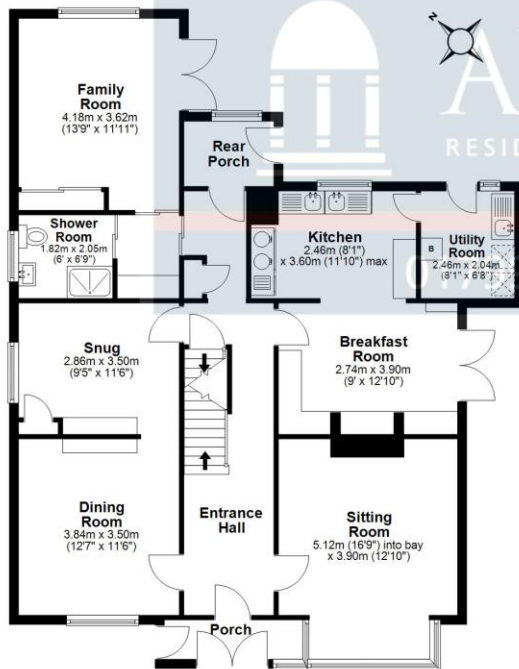 N
A
RESID
Family
Room
4.18m x 3.62m
(13'9" x 11'11")
Rear
Porch
Shower
Room
1.82m x 2.05m
(6' x 6'9")
Kitchen
2.46m (8'1")
x 3.60m (11'10") max
B
Utility
Room
2.46m x 2.04m
(8'1" x 6'8")
Snug
2.86m x 3.50m
(9'5" x 11'6")
Breakfast
Room
2.74m x 3.90m
(9' x 12'10")
Dining
Room
3.84m x 3.50m
(12'7" x 11'6")
Entrance
Hall
Sitting
Room
5.12m (16'9") into bay
x 3.90m (12'10")
Porch